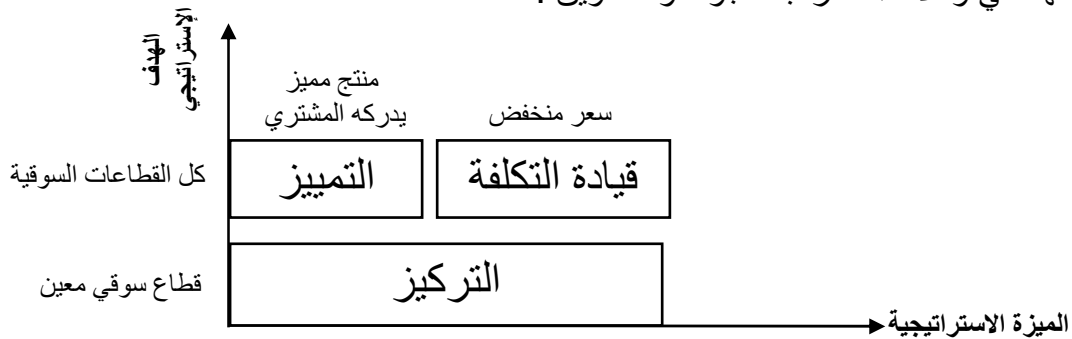 الهدف
الإستراتيجي
منتج مميز
يدركه المشتري
سعر منخفض
كل القطاعات السوقية
التمييز
قيادة التكلفة
قطاع سوقي معين
التركيز
الميزة الاستراتيجية